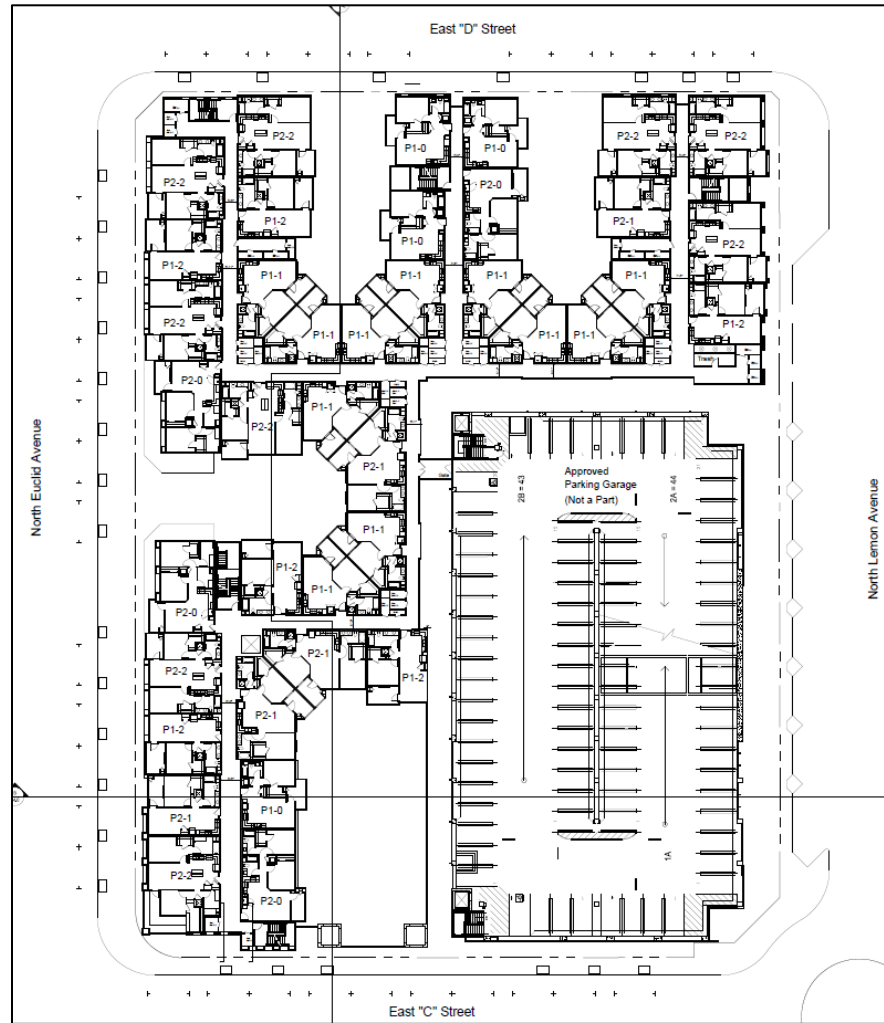 East "D" Street
P2-2
P1-0
P1-0
P2-2
P2-2
P2-2
P2-0
P1-2
P1-0
P2-1
P2-2
P1-2
P1-1
P1-1
P1-1
P1-1
P2-2
P1-1
P1-1
P1-1
P1-1
P1-2
Trash
P2-0
P1-1
P2-2
P2-1
Approved
Parking Garage
(Not a Part)
2B = 43
2A = 44
Gate
North Euclid Avenue
North Lemon Avenue
P1-1
P1-2
P1-1
P2-0
P2-1
P2-2
P1-2
P2-1
P1-2
P1-0
P2-1
1A
P2-2
P2-0
East "C" Street